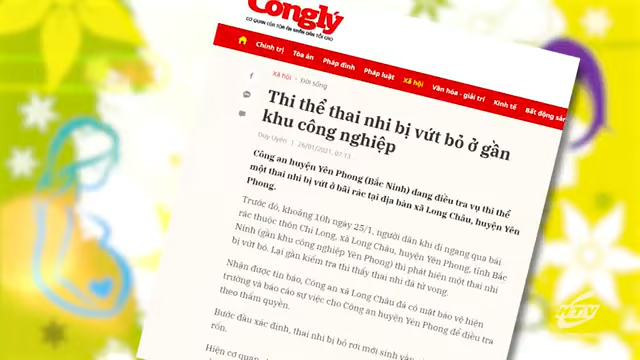 Congly
CƠ QUAN CỦA TÒA ÁN NHÂN DÂN TỐI CAO
Chính trị Tòa án Pháp đình Pháp luật Xã hội Văn hóa - giải trí Kinh tế Bất động sản
Xã hội Đời sống
Thi thể thai nhi bị vứt bỏ ở gần
khu công nghiệp
Duy Uyên | 26/01/2021, 07:13
Công an huyện Yên Phong (Bắc Ninh) đang điều tra vụ thi thể
một thai nhi bị vứt ở bãi rác tại địa bàn xã Long Châu, huyện Yên
Phong.
Trước đó, khoảng 10h ngày 25/1, người dân khi đi ngang qua bãi
rác thuộc thôn Chi Long, xã Long Châu, huyện Yên Phong, tỉnh Bắc
Ninh (gần khu công nghiệp Yên Phong) thì phát hiện một thai nhi
bị vứt bỏ. Lại gần kiểm tra thì thấy thai nhi đã tử vong.
Nhận được tin báo, Công an xã Long Châu đã có mặt bảo vệ hiện
trường và báo cáo sự việc cho Công an huyện Yên Phong để điều tra
theo thẩm quyền.
Bước đầu xác định, thai nhi bị bỏ rơi mới sinh
rốn.
Hiện cơ quan
NTV